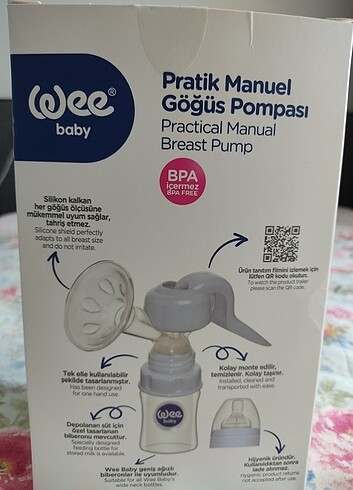 Wee®
baby
Pratik Manuel
Göğüs Pompası
Practical Manual
Breast Pump
BPA
içermez
BPA FREE
Silikon kalkan
her göğüs ölçüsüne
mükemmel uyum sağlar,
tahriş etmez.
Silicone shield perfectly
adapts to all breast size
and do not irritate.
Ürün tanıtım filmini izlemek için
lütfen QR kodu okutun.
To watch the product trailer
please scan the QR code.
Tek elle kullanılabilir
şekilde tasarlanmıştır.
Has been designed
for one hand use.
Kolay monte edilir,
temizlenir. Kolay taşınır.
Installed, cleaned and
transported with ease.
Depolanan süt için
özel tasarlanan
biberonu mevcuttur.
Specially designed
feeding bottle for
stored milk is available.
Wee
baby
Wee Baby geniş ağızlı
biberonlar ile uyumludur.
Suitable for all Wee Baby's
wide neck bottles.
Hijyenik üründür.
Kullanıldıktan sonra
iade alınmaz.
Hygienic product returns
not accepted after used.